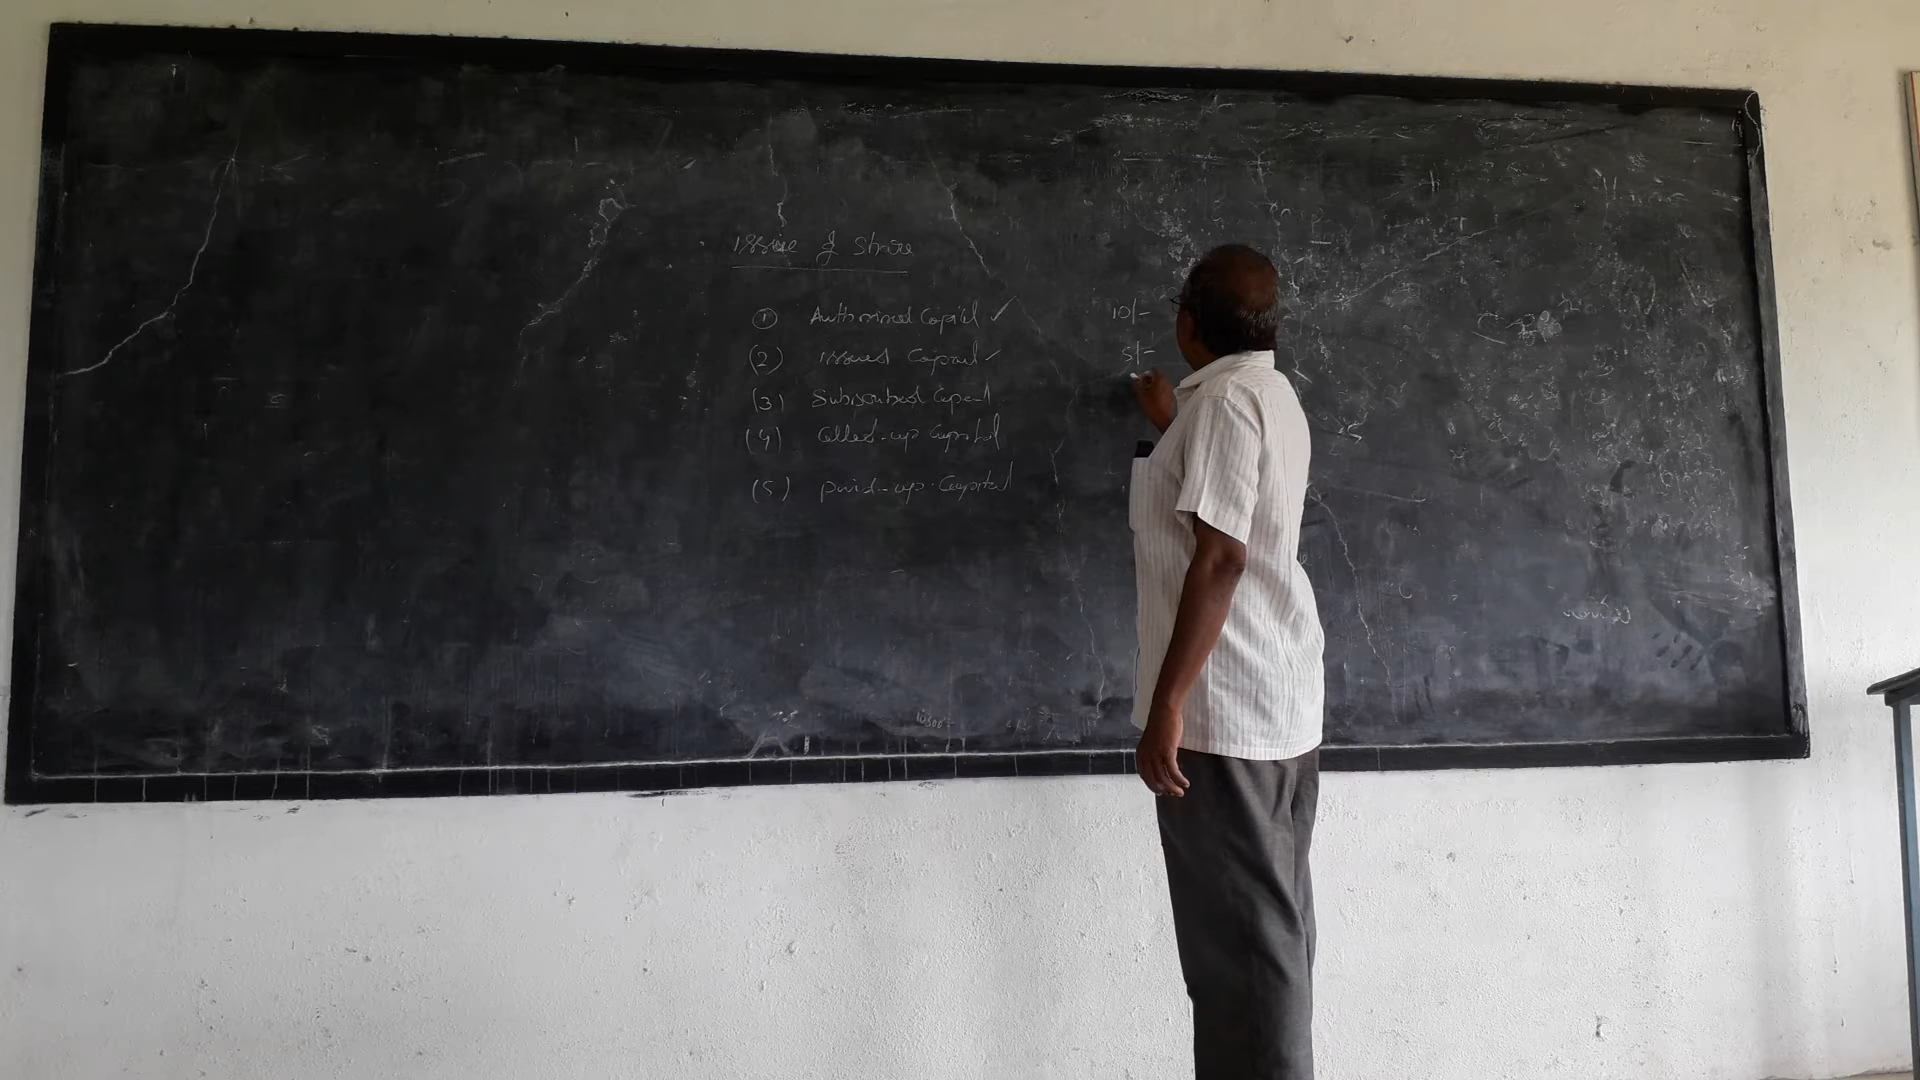 Issue of Share
① Authorised Capital ✓ 10/-
(2) Issued Capital ✓ 5/-
(3) Subscribed Capital
(4) Called-up Capital
(5) Paid-up Capital